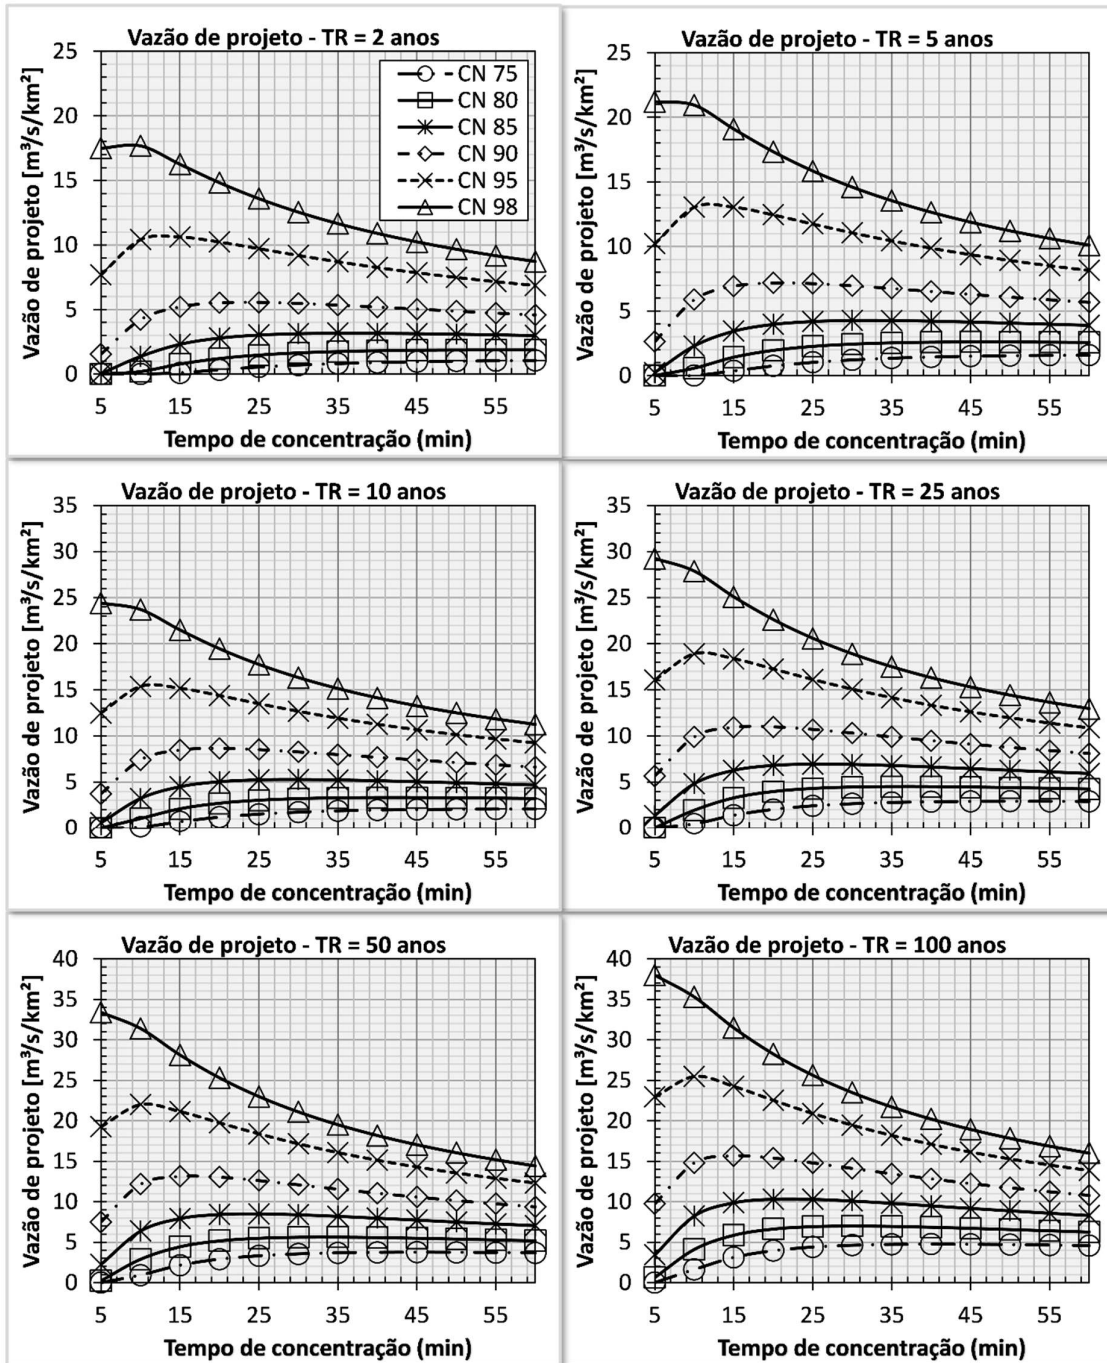 Vazão de projeto - TR = 2 anos
Vazão de projeto [m³/s/km²]
25
20
15
10
5
0
CN 75
CN 80
CN 85
CN 90
CN 95
CN 98
5 15 25 35 45 55
Tempo de concentração (min)
Vazão de projeto - TR = 5 anos
Vazão de projeto [m³/s/km²]
25
20
15
10
5
0
5 15 25 35 45 55
Tempo de concentração (min)
Vazão de projeto - TR = 10 anos
Vazão de projeto [m³/s/km²]
35
30
25
20
15
10
5
0
5 15 25 35 45 55
Tempo de concentração (min)
Vazão de projeto - TR = 25 anos
Vazão de projeto [m³/s/km²]
35
30
25
20
15
10
5
0
5 15 25 35 45 55
Tempo de concentração (min)
Vazão de projeto - TR = 50 anos
Vazão de projeto [m³/s/km²]
40
35
30
25
20
15
10
5
0
5 15 25 35 45 55
Tempo de concentração (min)
Vazão de projeto - TR = 100 anos
Vazão de projeto [m³/s/km²]
40
35
30
25
20
15
10
5
0
5 15 25 35 45 55
Tempo de concentração (min)